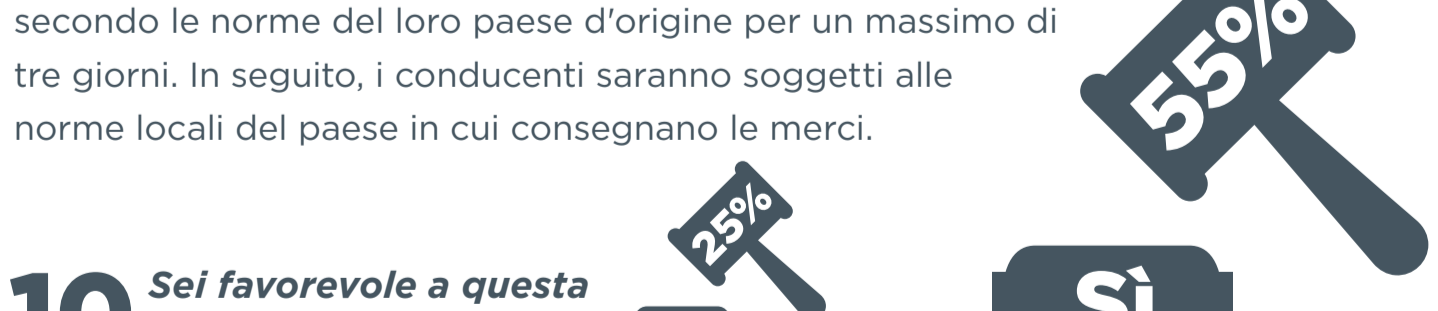 secondo le norme del loro paese d'origine per un massimo di
tre giorni. In seguito, i conducenti saranno soggetti alle
norme locali del paese in cui consegnano le merci.
55%
25%
10 Sei favorevole a questa
Sì